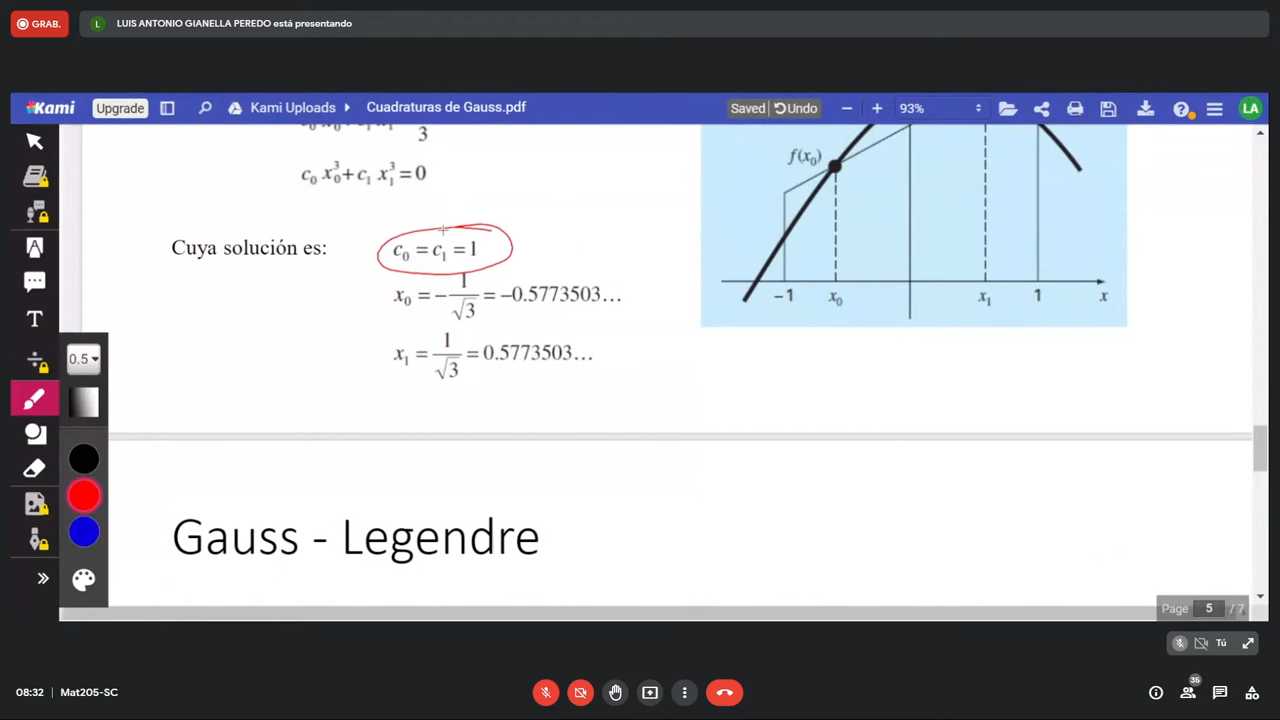 GRAB.
L
LUIS ANTONIO GIANELLA PEREDO está presentando
Kami
Upgrade
Kami Uploads
Cuadraturas de Gauss.pdf
Saved
Undo
93%
LA
3
c₀ x₀³ + c₁ x₁³ = 0
f(x₀)
Cuya solución es:
c₀ = c₁ = 1
x₀ = -1/√3 = -0.5773503...
x₁ = 1/√3 = 0.5773503...
-1
x₀
x₁
1
x
0.5
T
Gauss - Legendre
Page 5 / 7
Tú
08:32 | Mat205-SC
35